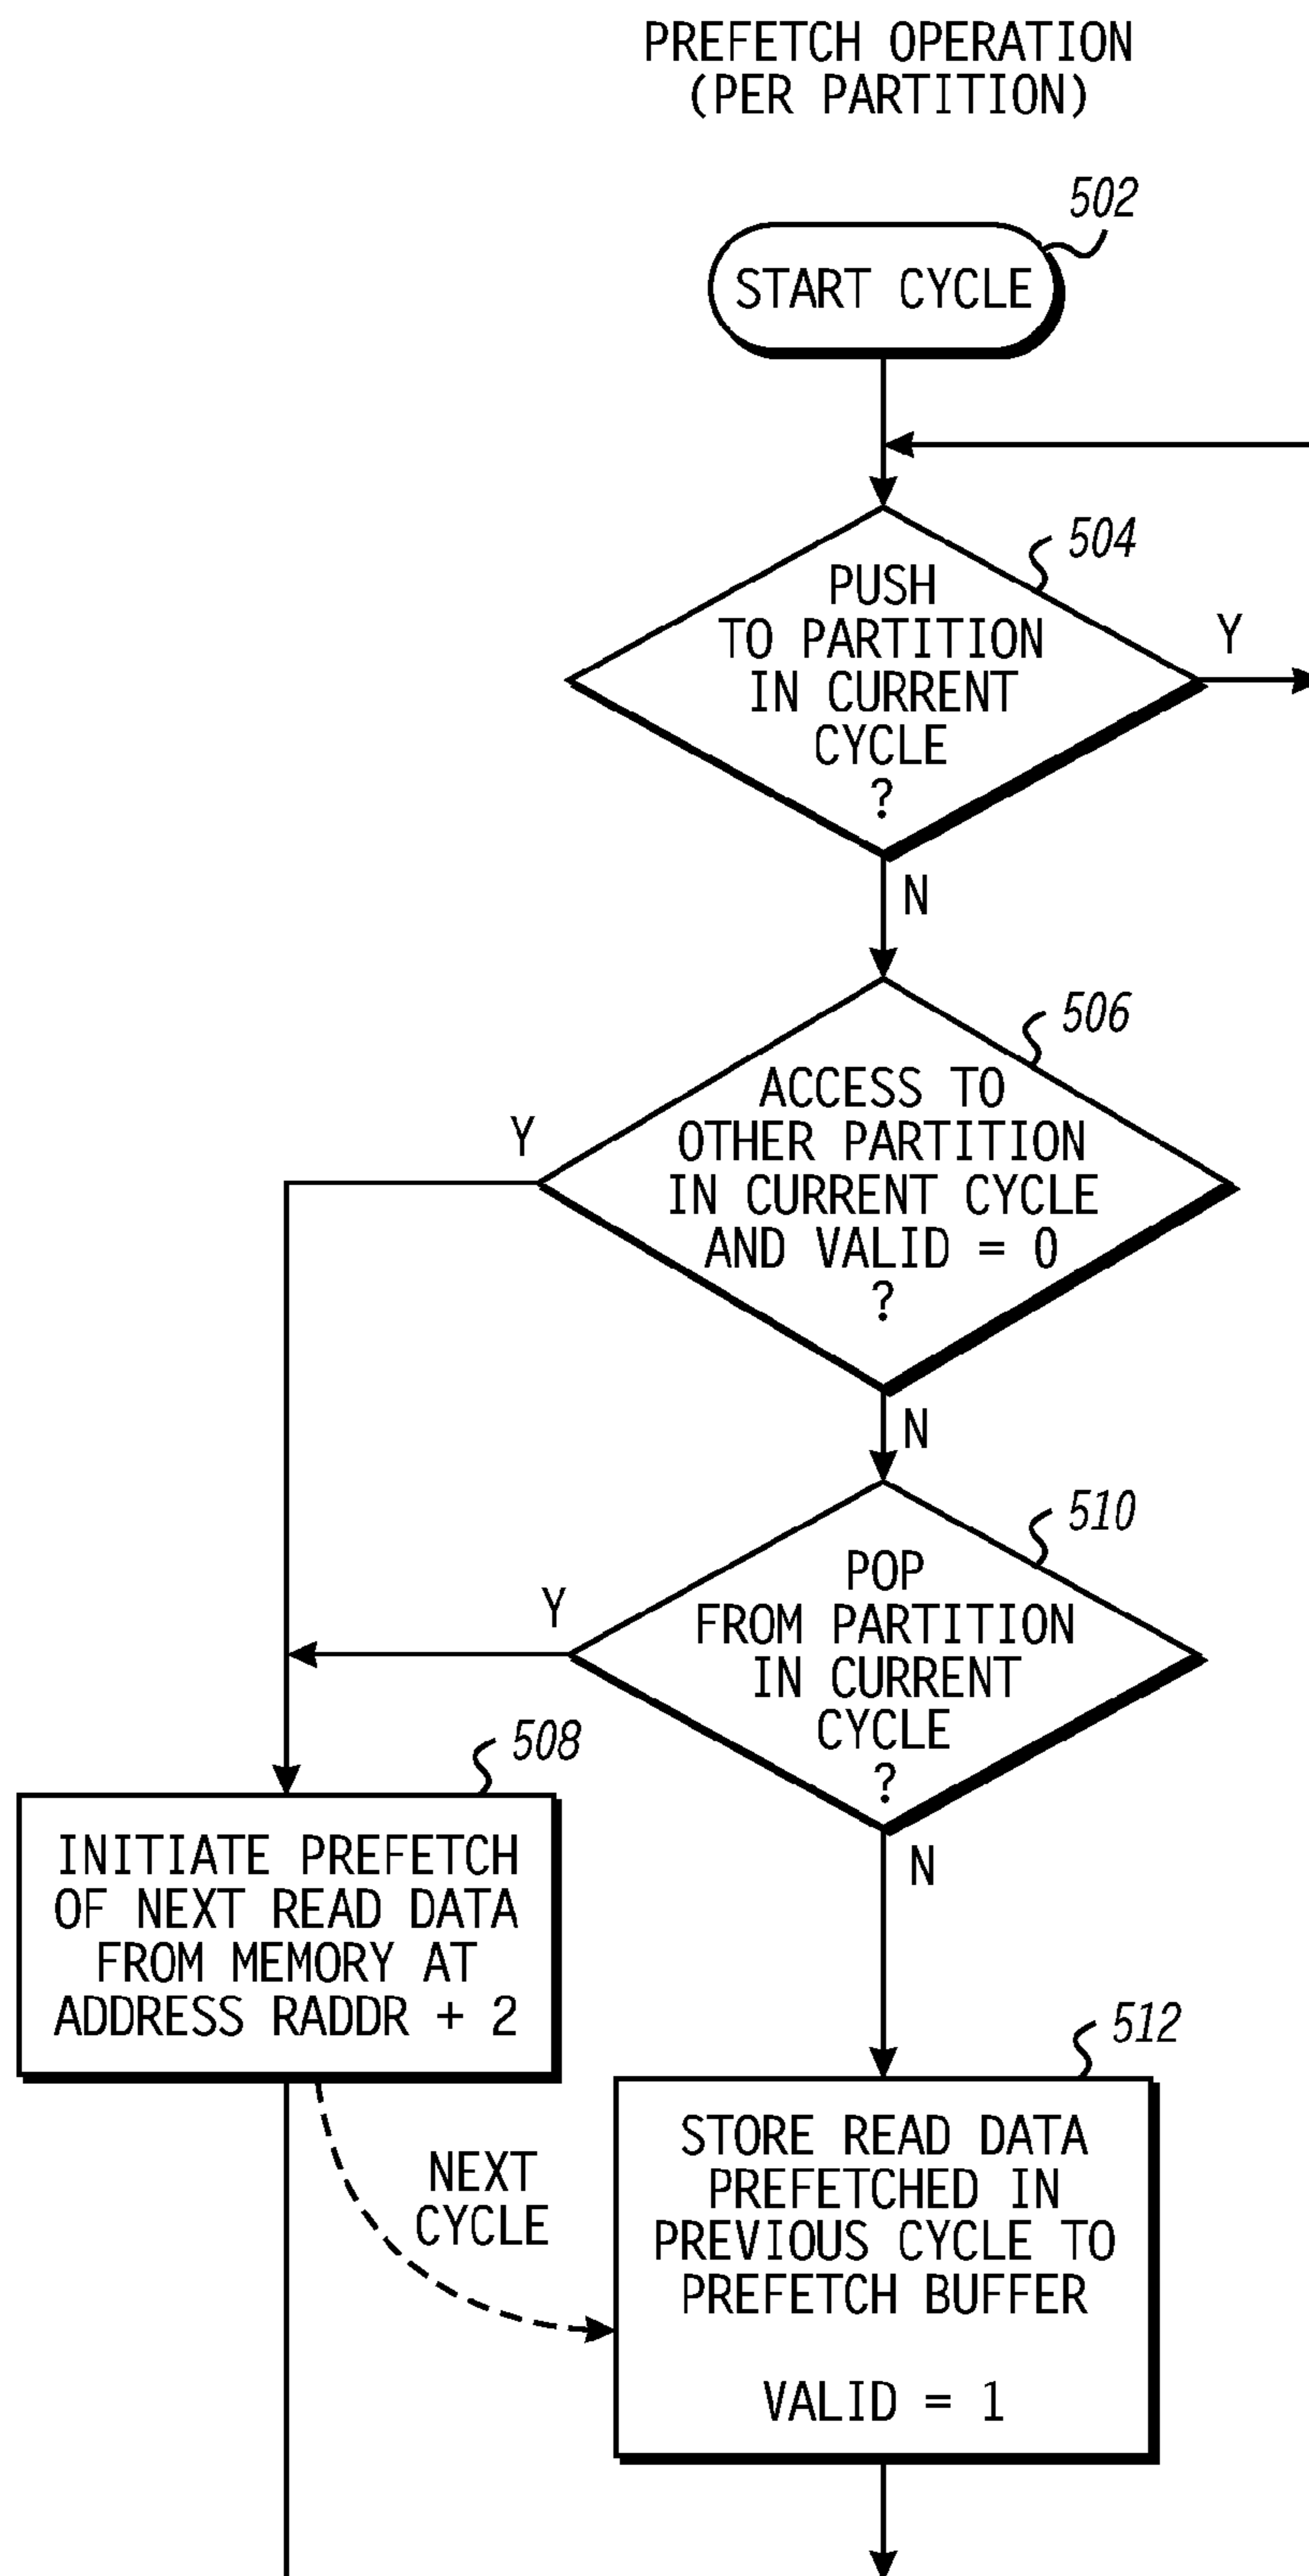 PREFETCH OPERATION
(PER PARTITION)
502
START CYCLE
504
PUSH
TO PARTITION
IN CURRENT
CYCLE
?
Y
N
506
ACCESS TO
OTHER PARTITION
IN CURRENT CYCLE
AND VALID = 0
?
Y
N
510
POP
FROM PARTITION
IN CURRENT
CYCLE
?
Y
N
508
INITIATE PREFETCH
OF NEXT READ DATA
FROM MEMORY AT
ADDRESS RADDR + 2
NEXT
CYCLE
512
STORE READ DATA
PREFETCHED IN
PREVIOUS CYCLE TO
PREFETCH BUFFER
VALID = 1